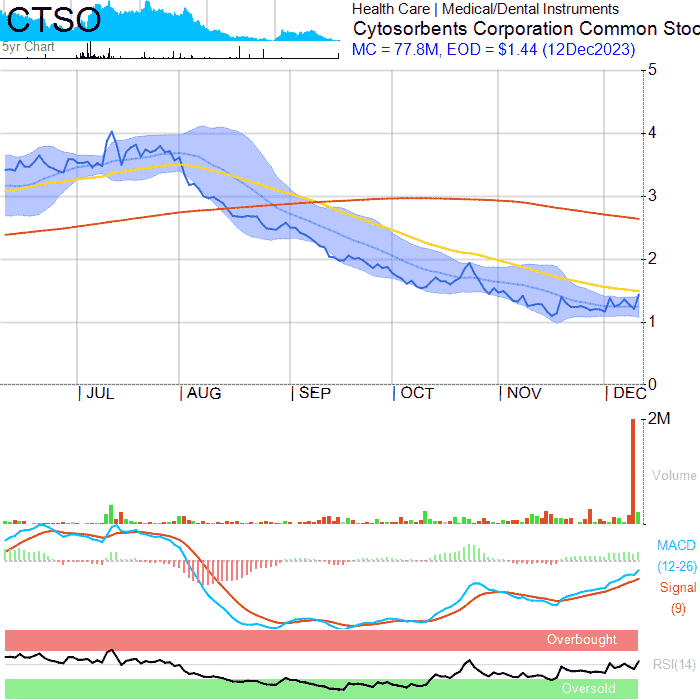 CTSO
5yr Chart
Health Care | Medical/Dental Instruments
Cytosorbents Corporation Common Stoc
MC = 77.8M, EOD = $1.44 (12Dec2023)
5
4
3
2
1
0
| JUL | AUG | SEP | OCT | NOV | DEC
2M
Volume
MACD
(12-26)
Signal
(9)
Overbought
RSI(14)
Oversold